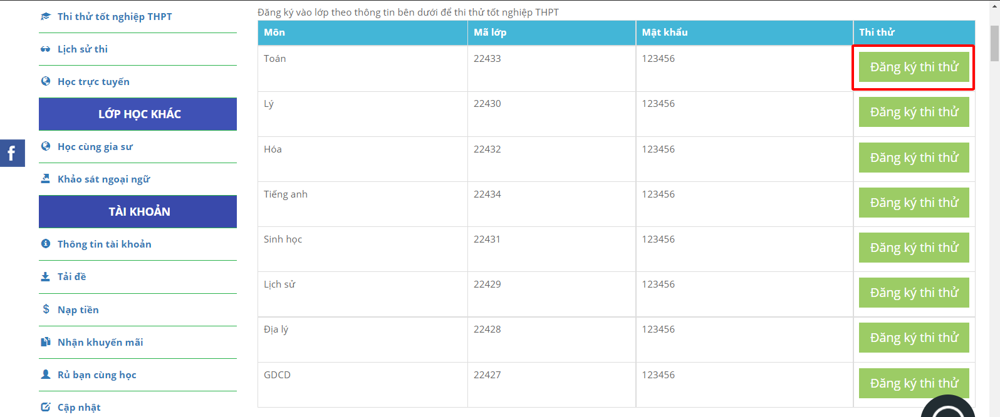 Thi thử tốt nghiệp THPT
Lịch sử thi
Học trực tuyến
LỚP HỌC KHÁC
Học cùng gia sư
Khảo sát ngoại ngữ
TÀI KHOẢN
Thông tin tài khoản
Tải đề
Nạp tiền
Nhận khuyến mãi
Rủ bạn cùng học
Cập nhật
f
Đăng ký vào lớp theo thông tin bên dưới để thi thử tốt nghiệp THPT
Môn Mã lớp Mật khẩu Thi thử
Toán 22433 123456 Đăng ký thi thử
Lý 22430 123456 Đăng ký thi thử
Hóa 22432 123456 Đăng ký thi thử
Tiếng anh 22434 123456 Đăng ký thi thử
Sinh học 22431 123456 Đăng ký thi thử
Lịch sử 22429 123456 Đăng ký thi thử
Địa lý 22428 123456 Đăng ký thi thử
GDCD 22427 123456 Đăng ký thi thử